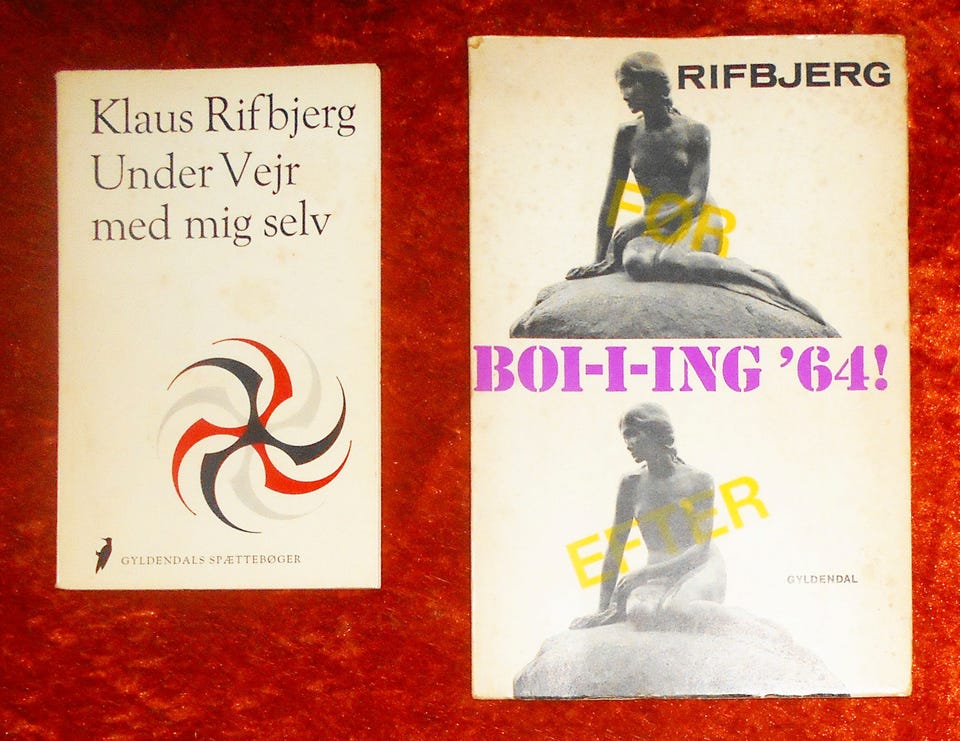 Klaus Rifbjerg
Under Vejr
med mig selv
GYLDENDALS SPÆTTEBØGER
RIFBJERG
FØR
BOI-I-ING ’64!
EFTER
GYLDENDAL